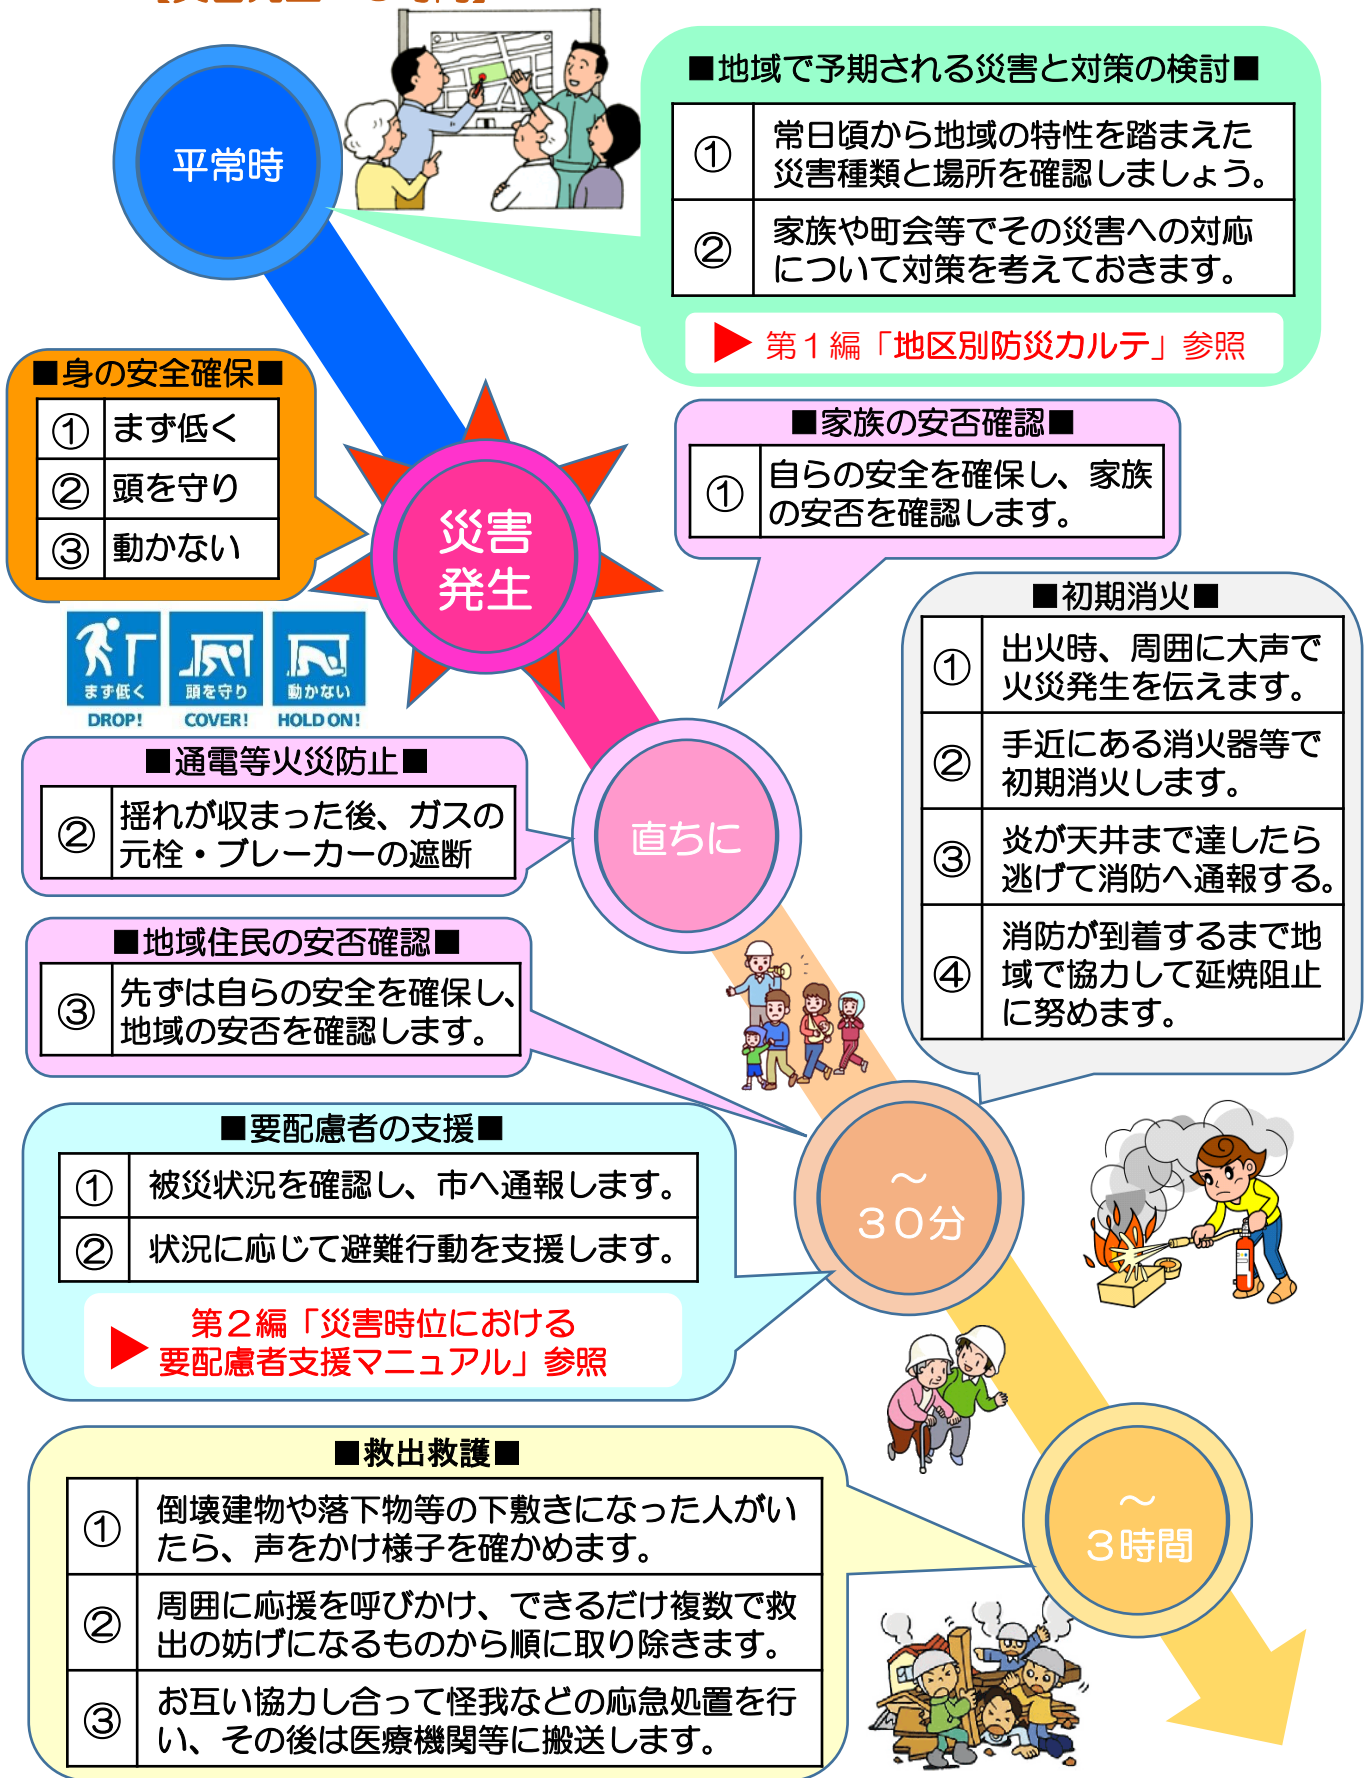 平常時
■地域で予期される災害と対策の検討■
① 常日頃から地域の特性を踏まえた
災害種類と場所を確認しましょう。
② 家族や町会等でその災害への対応
について対策を考えておきます。
▶ 第1編「地区別防災カルテ」参照
■身の安全確保■
① まず低く
② 頭を守り
③ 動かない
災害
発生
まず低く
DROP!
頭を守り
COVER!
動かない
HOLD ON!
■家族の安否確認■
① 自らの安全を確保し、家族
の安否を確認します。
■初期消火■
① 出火時、周囲に大声で
火災発生を伝えます。
② 手近にある消火器等で
初期消火します。
③ 炎が天井まで達したら
逃げて消防へ通報する。
④ 消防が到着するまで地
域で協力して延焼阻止
に努めます。
■通電等火災防止■
② 揺れが収まった後、ガスの
元栓・ブレーカーの遮断
直ちに
■地域住民の安否確認■
③ 先ずは自らの安全を確保し、
地域の安否を確認します。
■要配慮者の支援■
① 被災状況を確認し、市へ通報します。
② 状況に応じて避難行動を支援します。
▶ 第2編「災害時位における
要配慮者支援マニュアル」参照
～
30分
■救出救護■
① 倒壊建物や落下物等の下敷きになった人がい
たら、声をかけ様子を確かめます。
② 周囲に応援を呼びかけ、できるだけ複数で救
出の妨げになるものから順に取り除きます。
③ お互い協力し合って怪我などの応急処置を行
い、その後は医療機関等に搬送します。
～
3時間